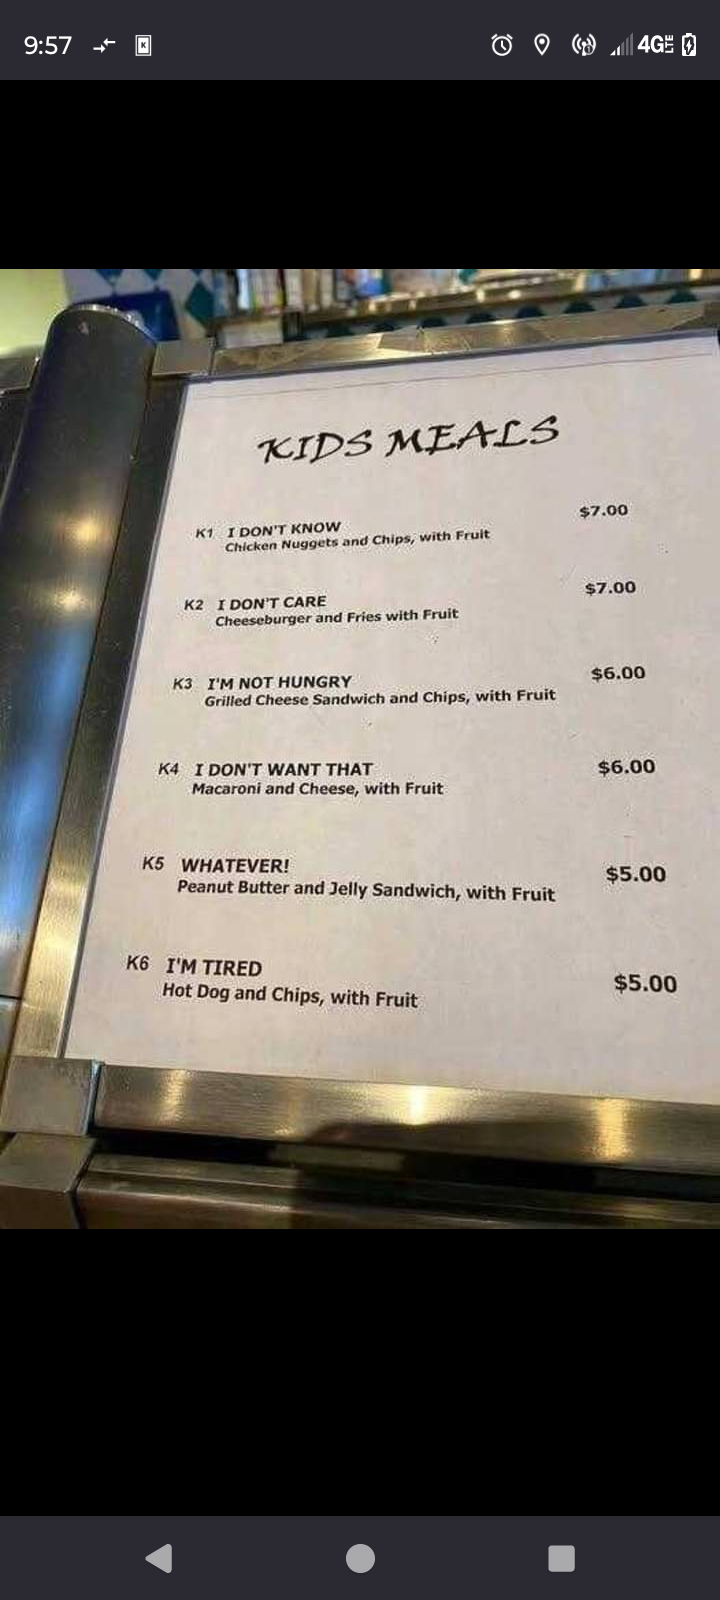 9:57
4G LTE
KIDS MEALS
K1 I DON'T KNOW $7.00
Chicken Nuggets and Chips, with Fruit
K2 I DON'T CARE $7.00
Cheeseburger and Fries with Fruit
K3 I'M NOT HUNGRY $6.00
Grilled Cheese Sandwich and Chips, with Fruit
K4 I DON'T WANT THAT $6.00
Macaroni and Cheese, with Fruit
K5 WHATEVER! $5.00
Peanut Butter and Jelly Sandwich, with Fruit
K6 I'M TIRED $5.00
Hot Dog and Chips, with Fruit